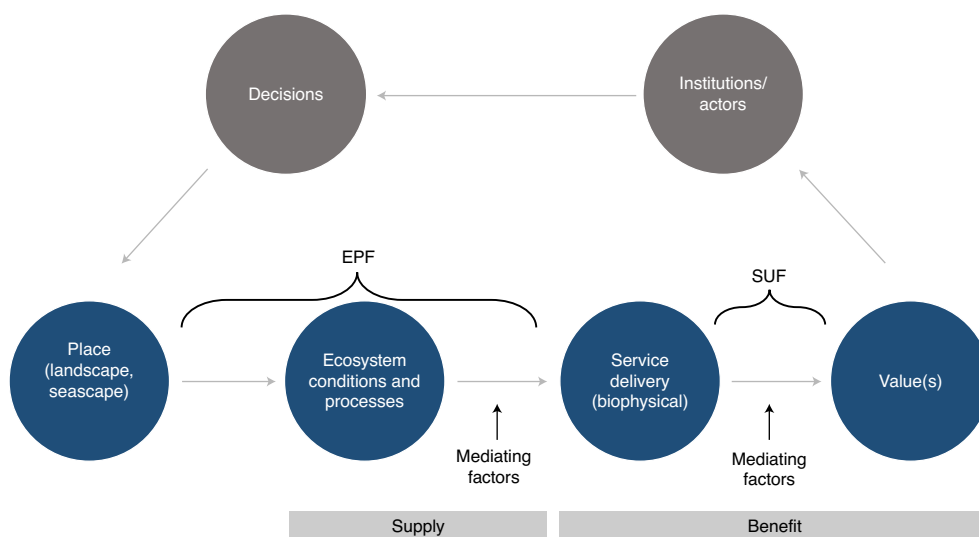 Decisions
Institutions/
actors
EPF
SUF
Place
(landscape,
seascape)
Ecosystem
conditions and
processes
Service
delivery
(biophysical)
Value(s)
Mediating
factors
Mediating
factors
Supply
Benefit